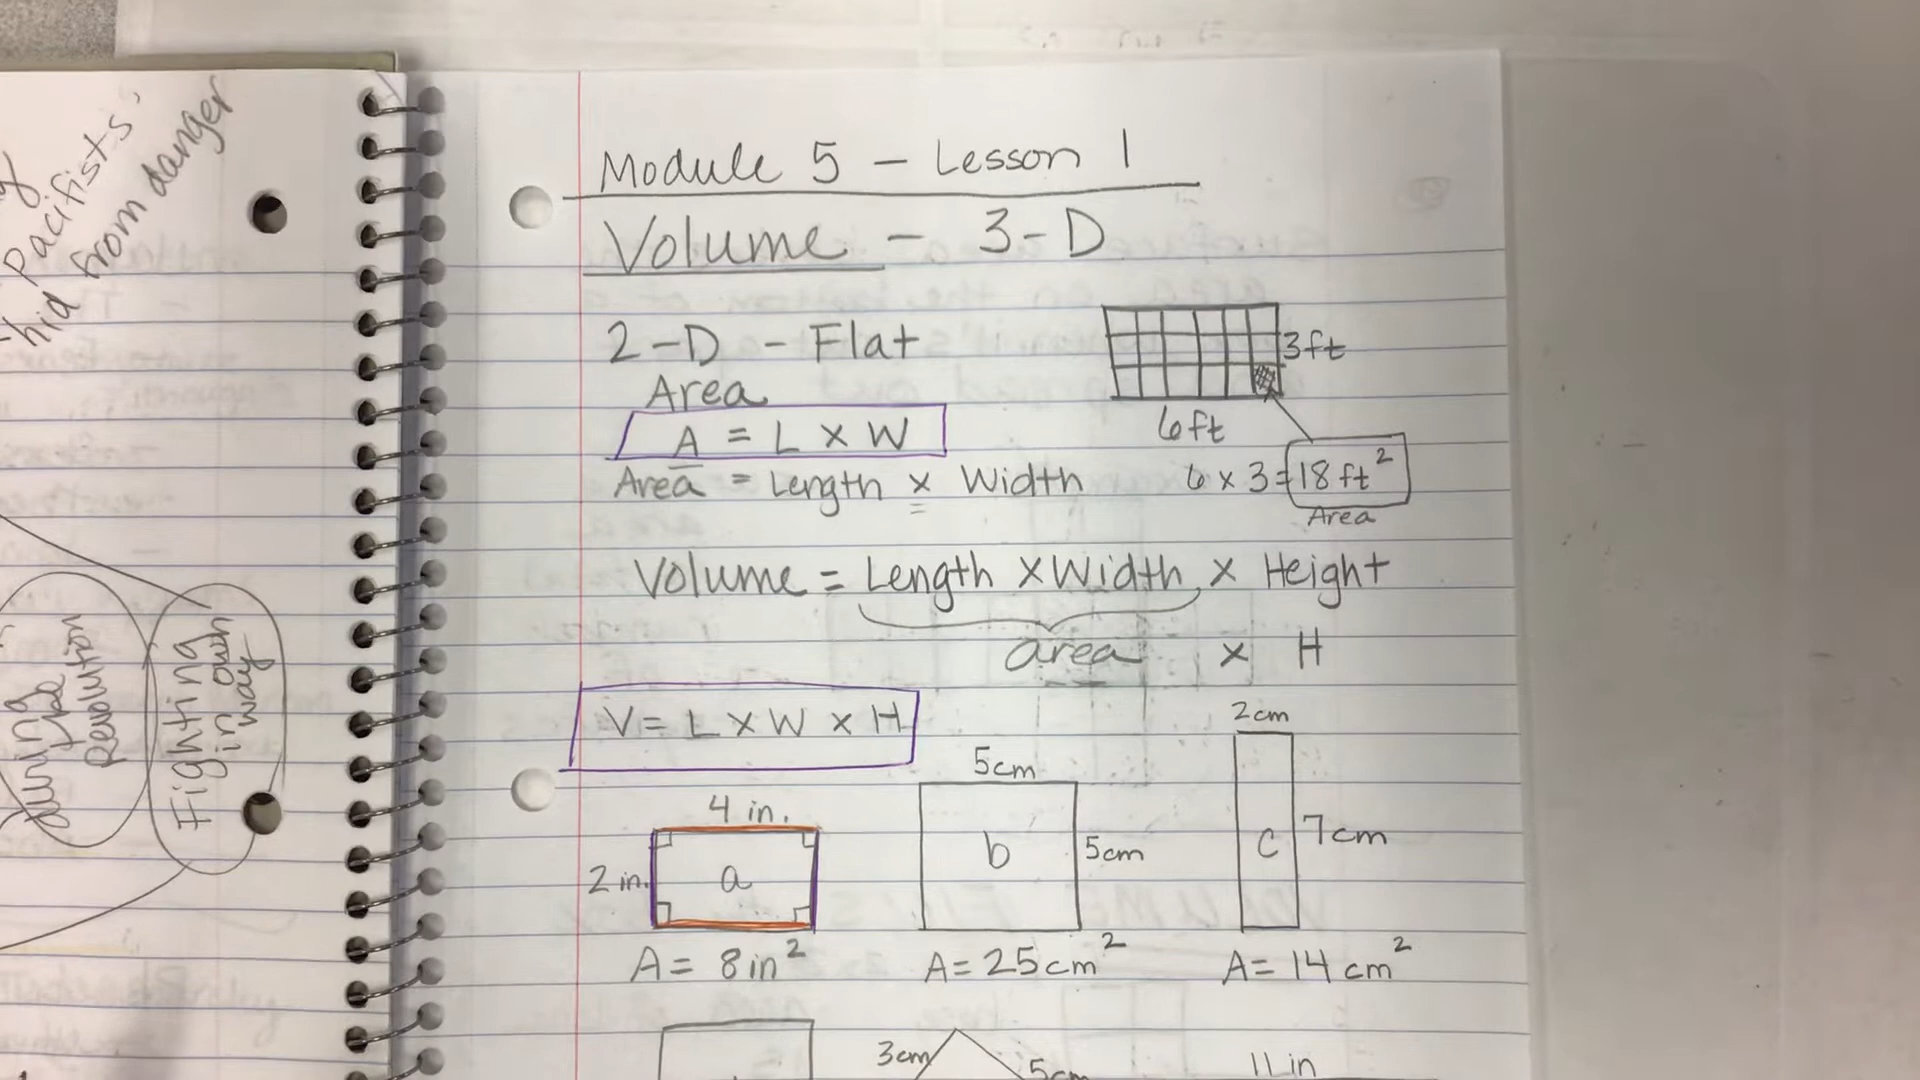 Pacifists
hid from danger
during
the
Revolution
Fighting
in own
way
Module 5 - Lesson 1
Volume - 3-D
2-D - Flat
Area
A = L x W
Area = Length x Width
3ft
6ft
6 x 3 = 18 ft²
Area
Volume = Length x Width x Height
area x H
V = L x W x H
4 in.
2 in.
a
A = 8 in²
5cm
b
5cm
A = 25 cm²
2cm
c
7cm
A = 14 cm²
3cm
5cm
11 in